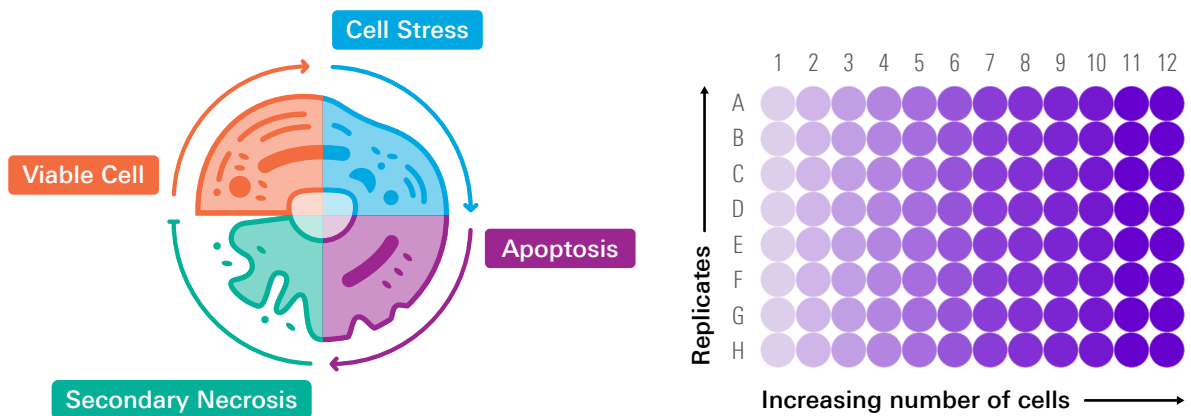 Cell Stress
Viable Cell
Apoptosis
Secondary Necrosis
1 2 3 4 5 6 7 8 9 10 11 12
A
B
C
D
E
F
G
H
Replicates
Increasing number of cells